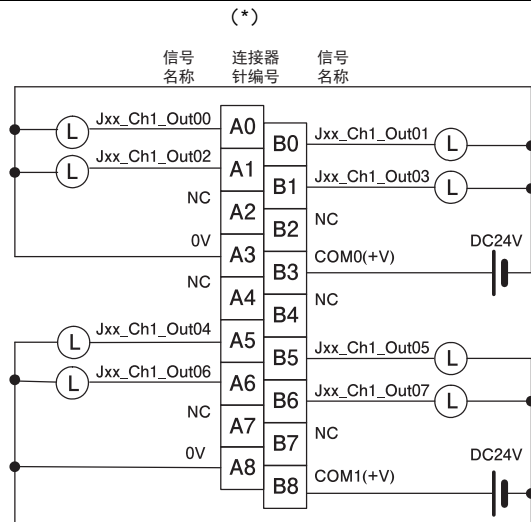 (*)
信号 连接器 信号
名称 针编号 名称
L Jxx_Ch1_Out00 A0
B0 Jxx_Ch1_Out01 L
L Jxx_Ch1_Out02 A1
B1 Jxx_Ch1_Out03 L
NC A2
B2 NC
0V A3
B3 COM0(+V) DC24V
NC A4
B4 NC
L Jxx_Ch1_Out04 A5
B5 Jxx_Ch1_Out05 L
L Jxx_Ch1_Out06 A6
B6 Jxx_Ch1_Out07 L
NC A7
B7 NC
0V A8
B8 COM1(+V) DC24V